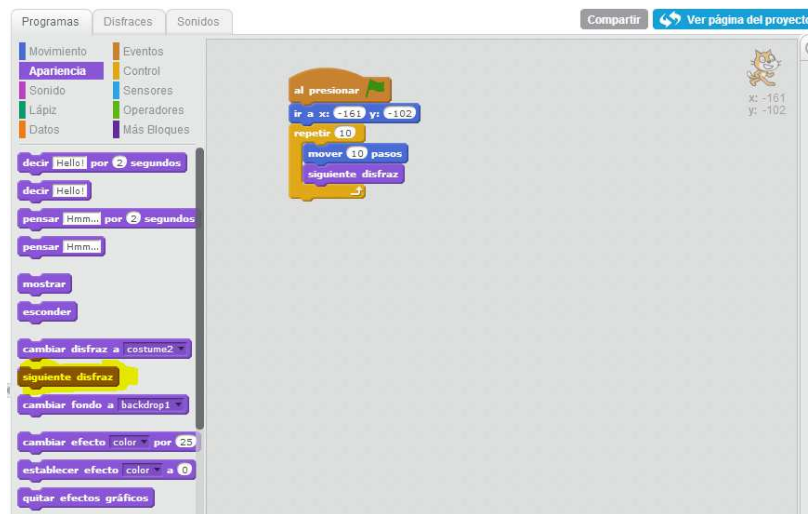 Programas Disfraces Sonidos Compartir Ver página del proyecto
Movimiento Eventos
Apariencia Control
Sonido Sensores
Lápiz Operadores
Datos Más Bloques
decir Hello! por 2 segundos
decir Hello!
pensar Hmm... por 2 segundos
pensar Hmm...
mostrar
esconder
cambiar disfraz a costume2
siguiente disfraz
cambiar fondo a backdrop1
cambiar efecto color por 25
establecer efecto color a 0
quitar efectos gráficos
al presionar
ir a x: -161 y: -102
repetir 10
mover 10 pasos
siguiente disfraz
x: -161
y: -102